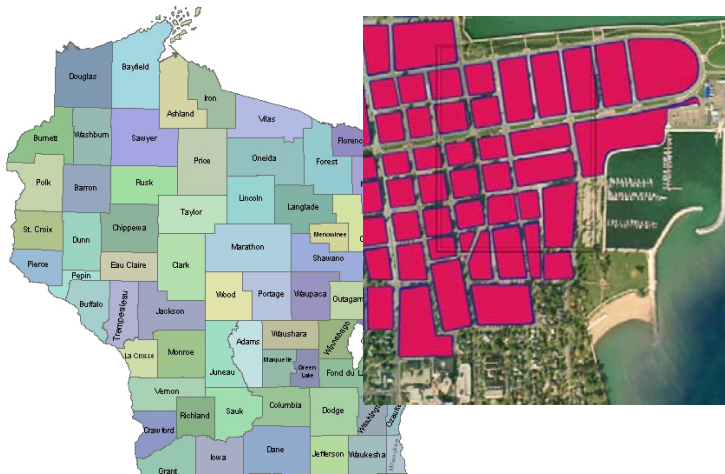 Bayfield
Douglas
Iron
Ashland
Vilas
Burnett
Washburn
Sawyer
Florenc
Price
Oneida
Forest
Polk
Barron
Rusk
Lincoln
Langlade
Taylor
St. Croix
Chippewa
Menominee
Dunn
Marathon
Shawano
Pierce
Eau Claire
Clark
Pepin
Buffalo
Trempealeau
Jackson
Wood
Portage
Waupaca
Outagam
Adams
Waushara
Winnebago
La Crosse
Monroe
Juneau
Marquette
Green
Lake
Fond du L
Vernon
Richland
Sauk
Columbia
Dodge
Washington
Ozauke
Crawford
Iowa
Dane
Jefferson
Waukesha
Milwaukee
Grant